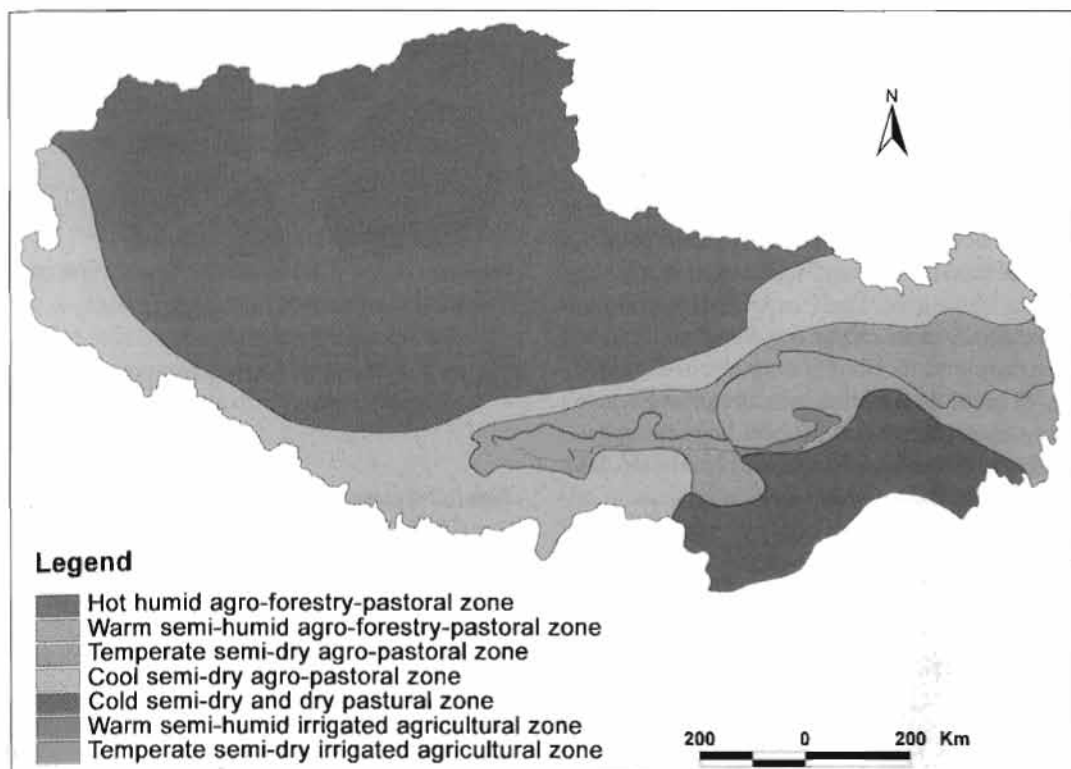 N
Legend
Hot humid agro-forestry-pastoral zone
Warm semi-humid agro-forestry-pastoral zone
Temperate semi-dry agro-pastoral zone
Cool semi-dry agro-pastoral zone
Cold semi-dry and dry pastural zone
Warm semi-humid irrigated agricultural zone
Temperate semi-dry irrigated agricultural zone
200 0 200 Km